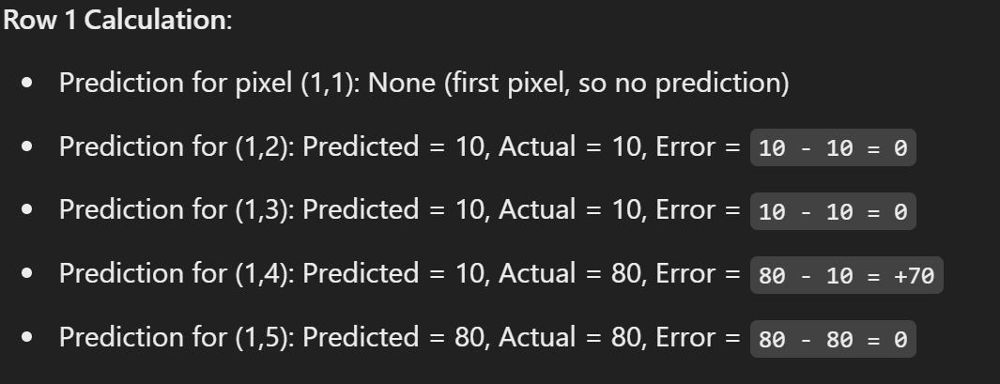 Row 1 Calculation:
• Prediction for pixel (1,1): None (first pixel, so no prediction)
• Prediction for (1,2): Predicted = 10, Actual = 10, Error = 10 - 10 = 0
• Prediction for (1,3): Predicted = 10, Actual = 10, Error = 10 - 10 = 0
• Prediction for (1,4): Predicted = 10, Actual = 80, Error = 80 - 10 = +70
• Prediction for (1,5): Predicted = 80, Actual = 80, Error = 80 - 80 = 0